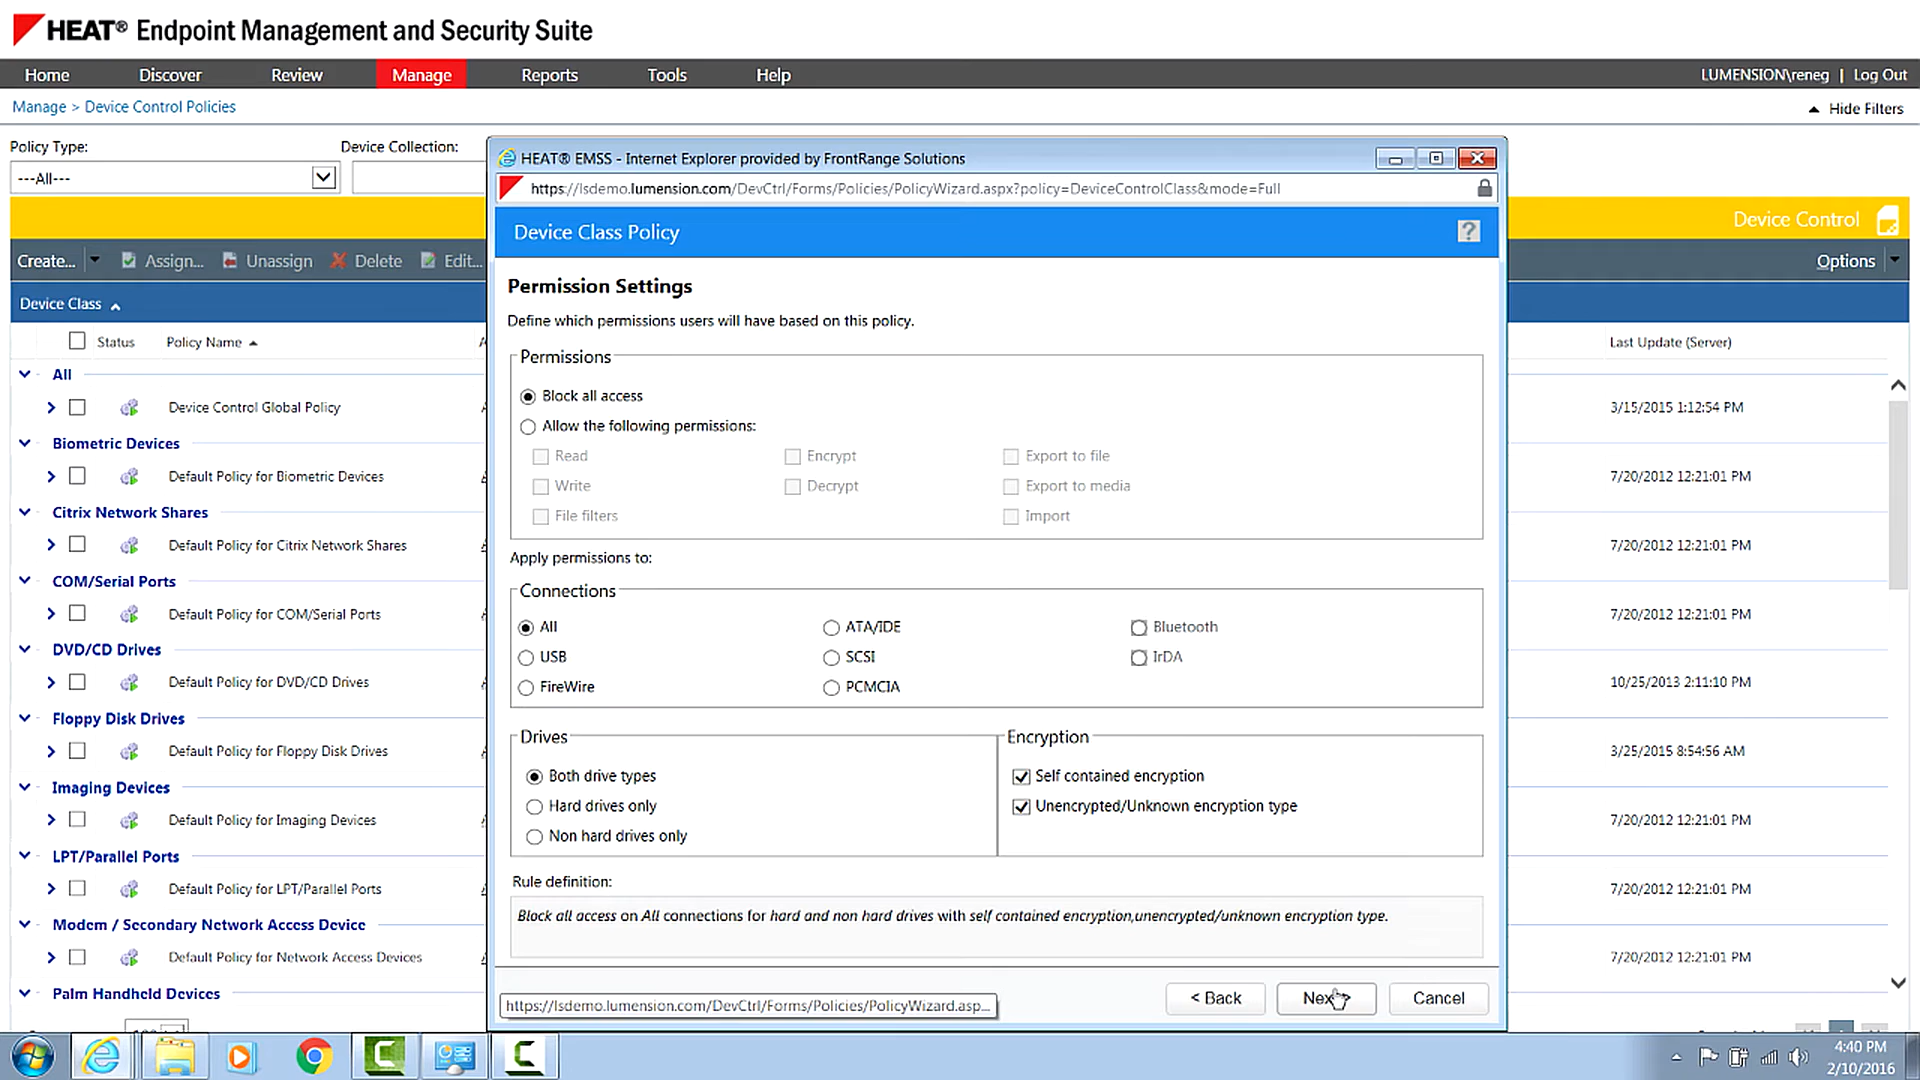 HEAT® Endpoint Management and Security Suite
Home Discover Review Manage Reports Tools Help LUMENSION\reneg | Log Out
Manage > Device Control Policies Hide Filters
Policy Type: Device Collection:
---All---
Device Control
Create... Assign... Unassign Delete Edit... Options
Device Class
Status Policy Name Last Update (Server)
All
Device Control Global Policy 3/15/2015 1:12:54 PM
Biometric Devices
Default Policy for Biometric Devices 7/20/2012 12:21:01 PM
Citrix Network Shares
Default Policy for Citrix Network Shares 7/20/2012 12:21:01 PM
COM/Serial Ports
Default Policy for COM/Serial Ports 7/20/2012 12:21:01 PM
DVD/CD Drives
Default Policy for DVD/CD Drives 10/25/2013 2:11:10 PM
Floppy Disk Drives
Default Policy for Floppy Disk Drives 3/25/2015 8:54:56 AM
Imaging Devices
Default Policy for Imaging Devices 7/20/2012 12:21:01 PM
LPT/Parallel Ports
Default Policy for LPT/Parallel Ports 7/20/2012 12:21:01 PM
Modem / Secondary Network Access Device
Default Policy for Network Access Devices 7/20/2012 12:21:01 PM
Palm Handheld Devices
HEAT® EMSS - Internet Explorer provided by FrontRange Solutions
https://lsdemo.lumension.com/DevCtrl/Forms/Policies/PolicyWizard.aspx?policy=DeviceControlClass&mode=Full
Device Class Policy ?
Permission Settings
Define which permissions users will have based on this policy.
Permissions
Block all access
Allow the following permissions:
Read Encrypt Export to file
Write Decrypt Export to media
File filters Import
Apply permissions to:
Connections
All ATA/IDE Bluetooth
USB SCSI IrDA
FireWire PCMCIA
Drives Encryption
Both drive types Self contained encryption
Hard drives only Unencrypted/Unknown encryption type
Non hard drives only
Rule definition:
Block all access on All connections for hard and non hard drives with self contained encryption,unencrypted/unknown encryption type.
https://lsdemo.lumension.com/DevCtrl/Forms/Policies/PolicyWizard.asp...
< Back Cancel
4:40 PM
2/10/2016